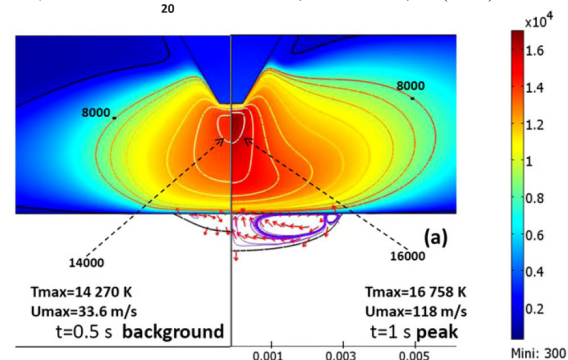 20
x10⁴
1.6
1.4
1.2
1
0.8
0.6
0.4
0.2
Mini: 300
8000
8000
(a)
14000
16000
Tmax=14 270 K
Umax=33.6 m/s
t=0.5 s background
Tmax=16 758 K
Umax=118 m/s
t=1 s peak
0.001
0.003
0.005